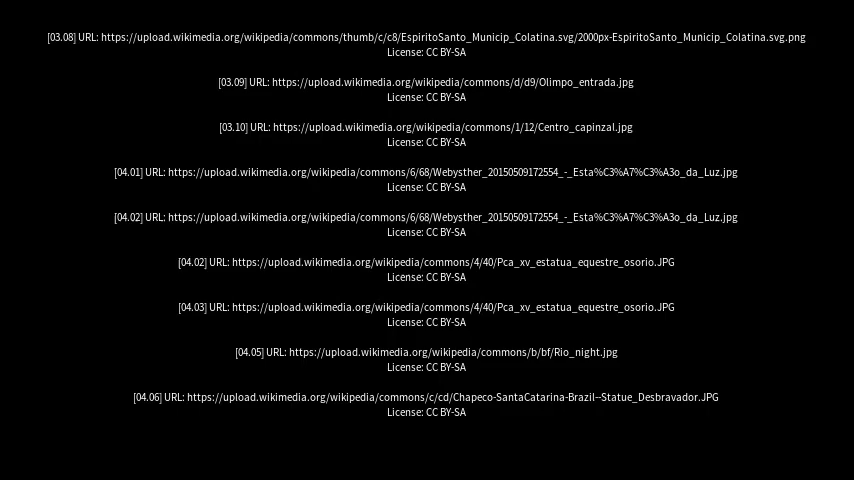 [03.08] URL: https://upload.wikimedia.org/wikipedia/commons/thumb/c/c8/EspiritoSanto_Municip_Colatina.svg/2000px-EspiritoSanto_Municip_Colatina.svg.png
License: CC BY-SA
[03.09] URL: https://upload.wikimedia.org/wikipedia/commons/d/d9/Olimpo_entrada.jpg
License: CC BY-SA
[03.10] URL: https://upload.wikimedia.org/wikipedia/commons/1/12/Centro_capinzal.jpg
License: CC BY-SA
[04.01] URL: https://upload.wikimedia.org/wikipedia/commons/6/68/Webysther_20150509172554_-_Esta%C3%A7%C3%A3o_da_Luz.jpg
License: CC BY-SA
[04.02] URL: https://upload.wikimedia.org/wikipedia/commons/6/68/Webysther_20150509172554_-_Esta%C3%A7%C3%A3o_da_Luz.jpg
License: CC BY-SA
[04.02] URL: https://upload.wikimedia.org/wikipedia/commons/4/40/Pca_xv_estatua_equestre_osorio.JPG
License: CC BY-SA
[04.03] URL: https://upload.wikimedia.org/wikipedia/commons/4/40/Pca_xv_estatua_equestre_osorio.JPG
License: CC BY-SA
[04.05] URL: https://upload.wikimedia.org/wikipedia/commons/b/bf/Rio_night.jpg
License: CC BY-SA
[04.06] URL: https://upload.wikimedia.org/wikipedia/commons/c/cd/Chapeco-SantaCatarina-Brazil--Statue_Desbravador.JPG
License: CC BY-SA